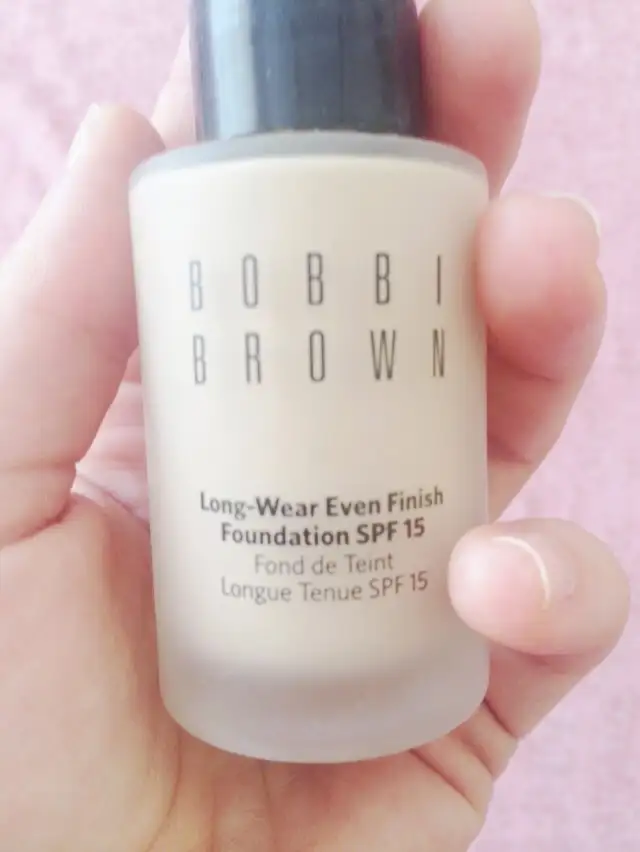 BOBBI
BROWN
Long-Wear Even Finish
Foundation SPF 15
Fond de Teint
Longue Tenue SPF 15